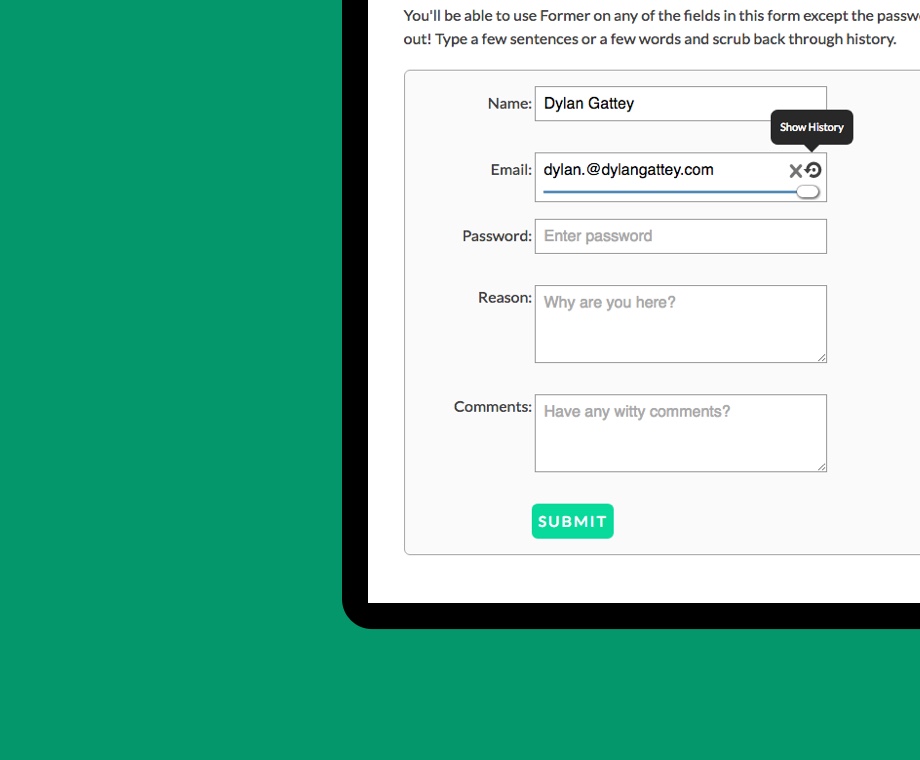 You'll be able to use Former on any of the fields in this form except the
out! Type a few sentences or a few words and scrub back through history.
Name: Dylan Gattey
Show History
Email: dylan.@dylangattey.com
Password: Enter password
Reason: Why are you here?
Comments: Have any witty comments?
SUBMIT